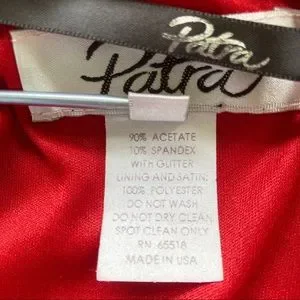 Patra
Patra
90% ACETATE
10% SPANDEX
WITH GLITTER
LINING AND SATIN:
100% POLYESTER
DO NOT WASH
DO NOT DRY CLEAN
SPOT CLEAN ONLY
RN 65518
MADE IN USA